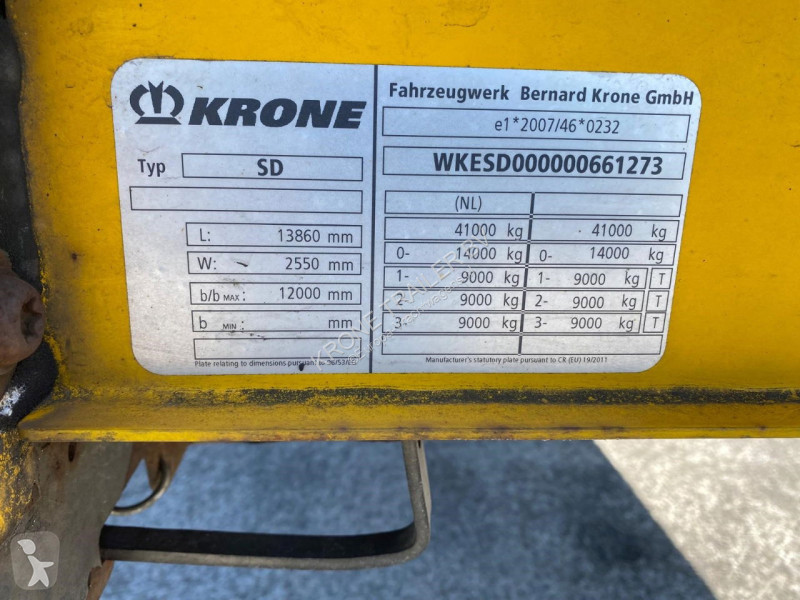 KRONE
Typ SD
L: 13860 mm
W: 2550 mm
b/b MAX: 12000 mm
b MIN: mm
Plate relating to dimensions pursuant to 96/53/EG
Fahrzeugwerk Bernard Krone GmbH
e1*2007/46*0232
WKESD000000661273
(NL)
41000 kg 41000 kg
0- 14000 kg 0- 14000 kg
1- 9000 kg 1- 9000 kg T
2- 9000 kg 2- 9000 kg T
3- 9000 kg 3- 9000 kg T
Manufacturer's statutory plate pursuant to CR (EU) 19/2011